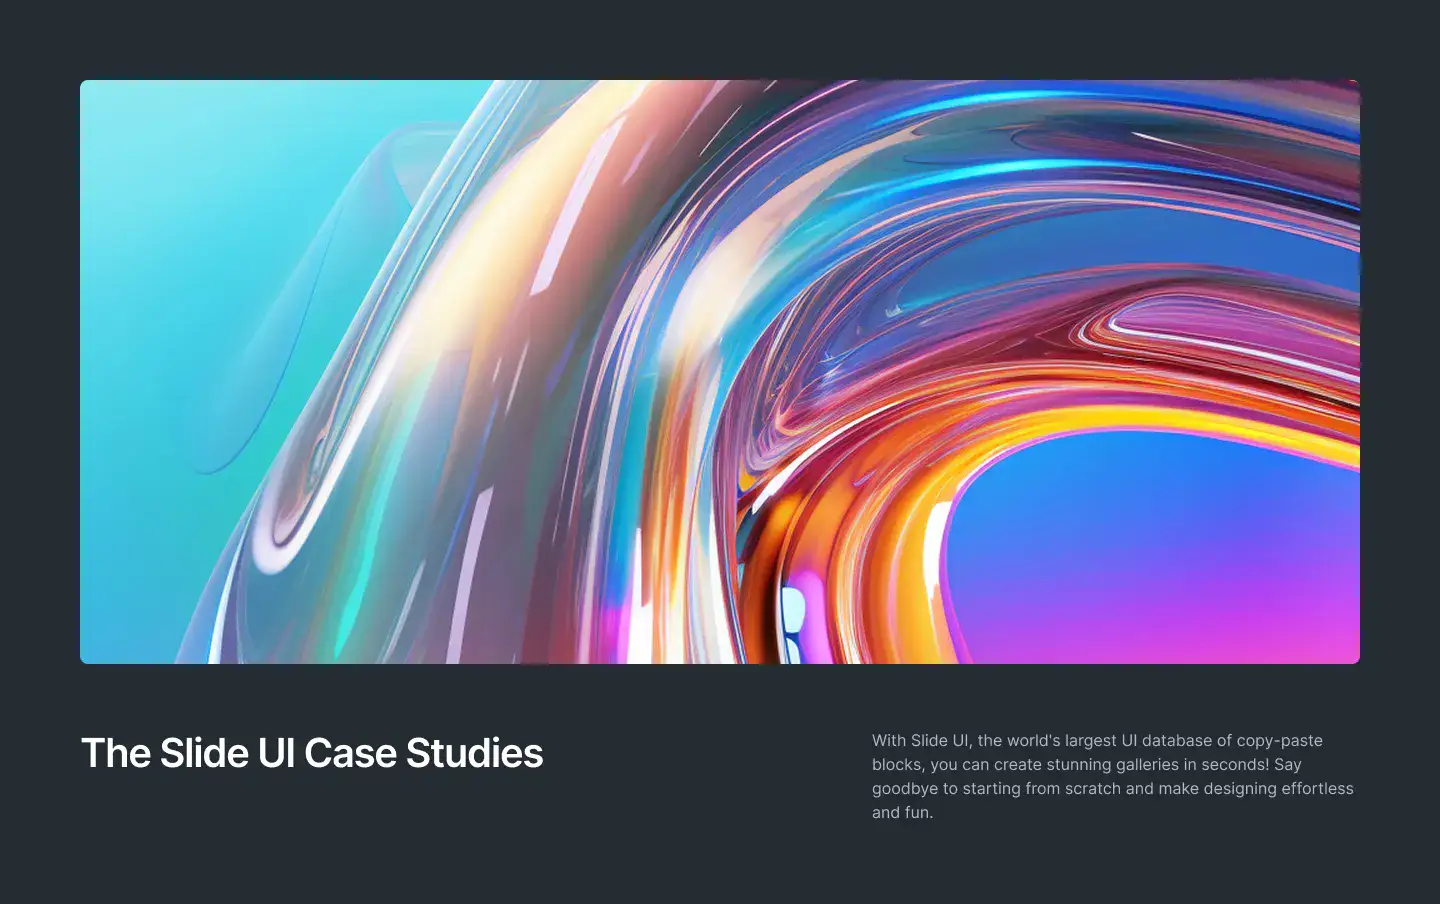 The Slide UI Case Studies
With Slide UI, the world's largest UI database of copy-paste
blocks, you can create stunning galleries in seconds! Say
goodbye to starting from scratch and make designing effortless
and fun.